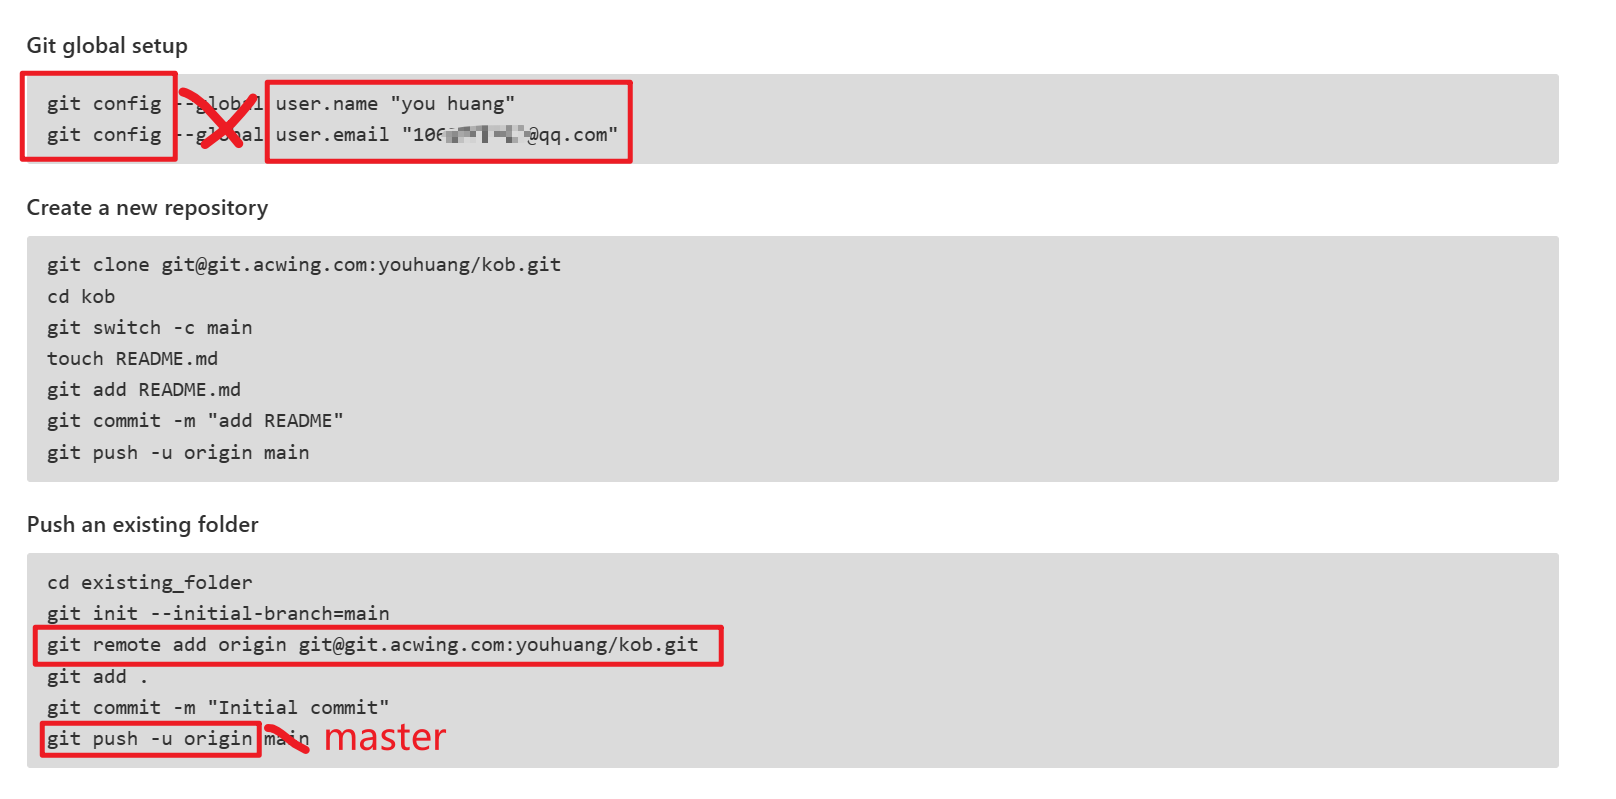 Git global setup
git config --global user.name "you huang"
git config --global user.email "106 @qq.com"
Create a new repository
git clone git@git.acwing.com:youhuang/kob.git
cd kob
git switch -c main
touch README.md
git add README.md
git commit -m "add README"
git push -u origin main
Push an existing folder
cd existing_folder
git init --initial-branch=main
git remote add origin git@git.acwing.com:youhuang/kob.git
git add .
git commit -m "Initial commit"
git push -u origin main master